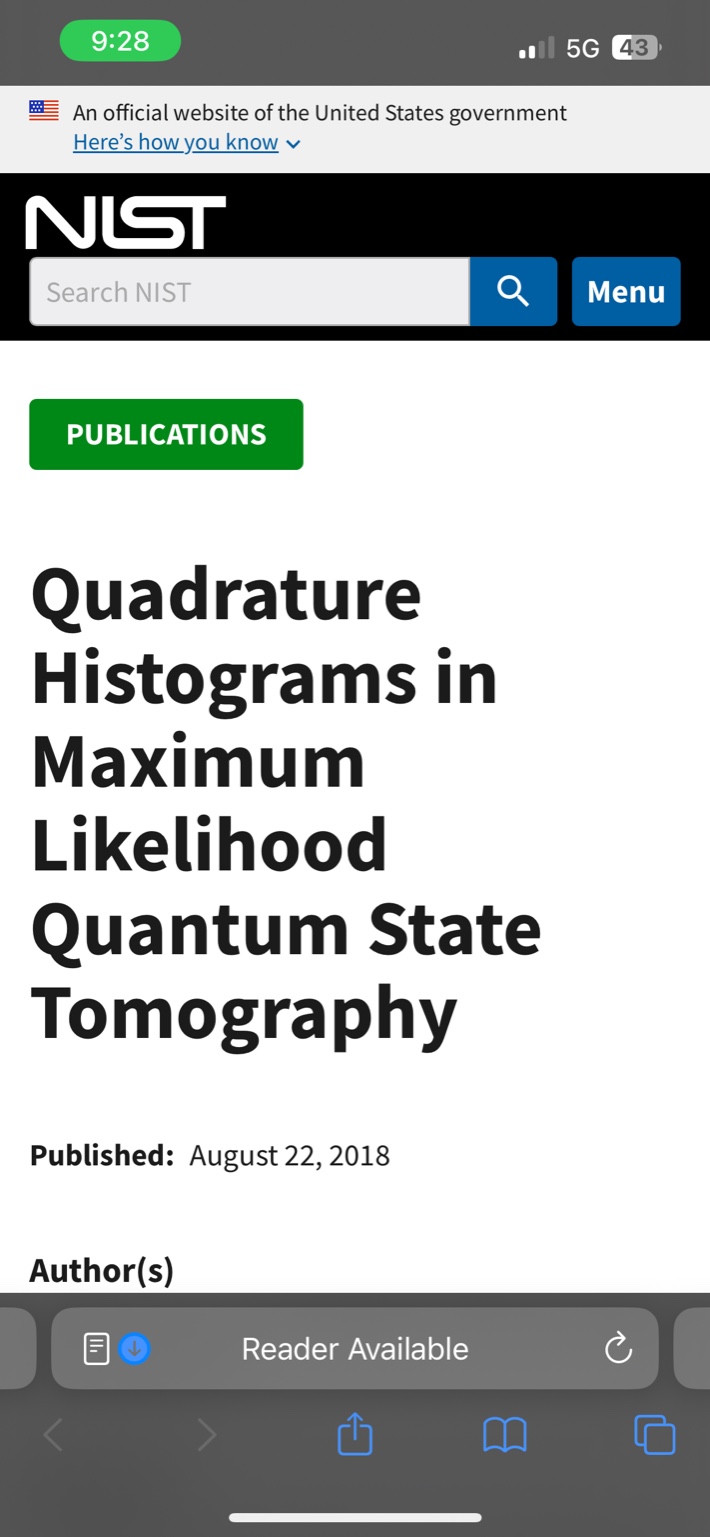 9:28
5G
43
An official website of the United States government
Here’s how you know
NIST
Search NIST
Menu
PUBLICATIONS
Quadrature
Histograms in
Maximum
Likelihood
Quantum State
Tomography
Published: August 22, 2018
Author(s)
Reader Available